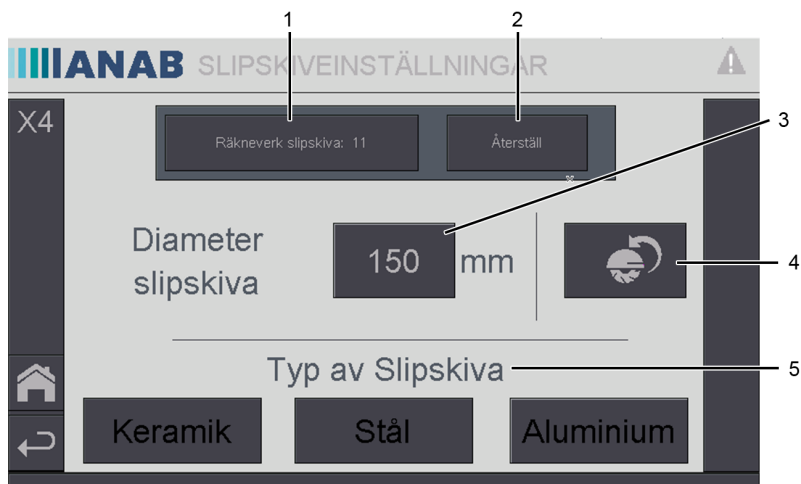 1
2
ANAB SLIPSKIVEINSTÄLLNINGAR
X4
Räkneverk slipskiva: 11
Återställ
3
Diameter
slipskiva
150 mm
4
Typ av Slipskiva
5
Keramik
Stål
Aluminium